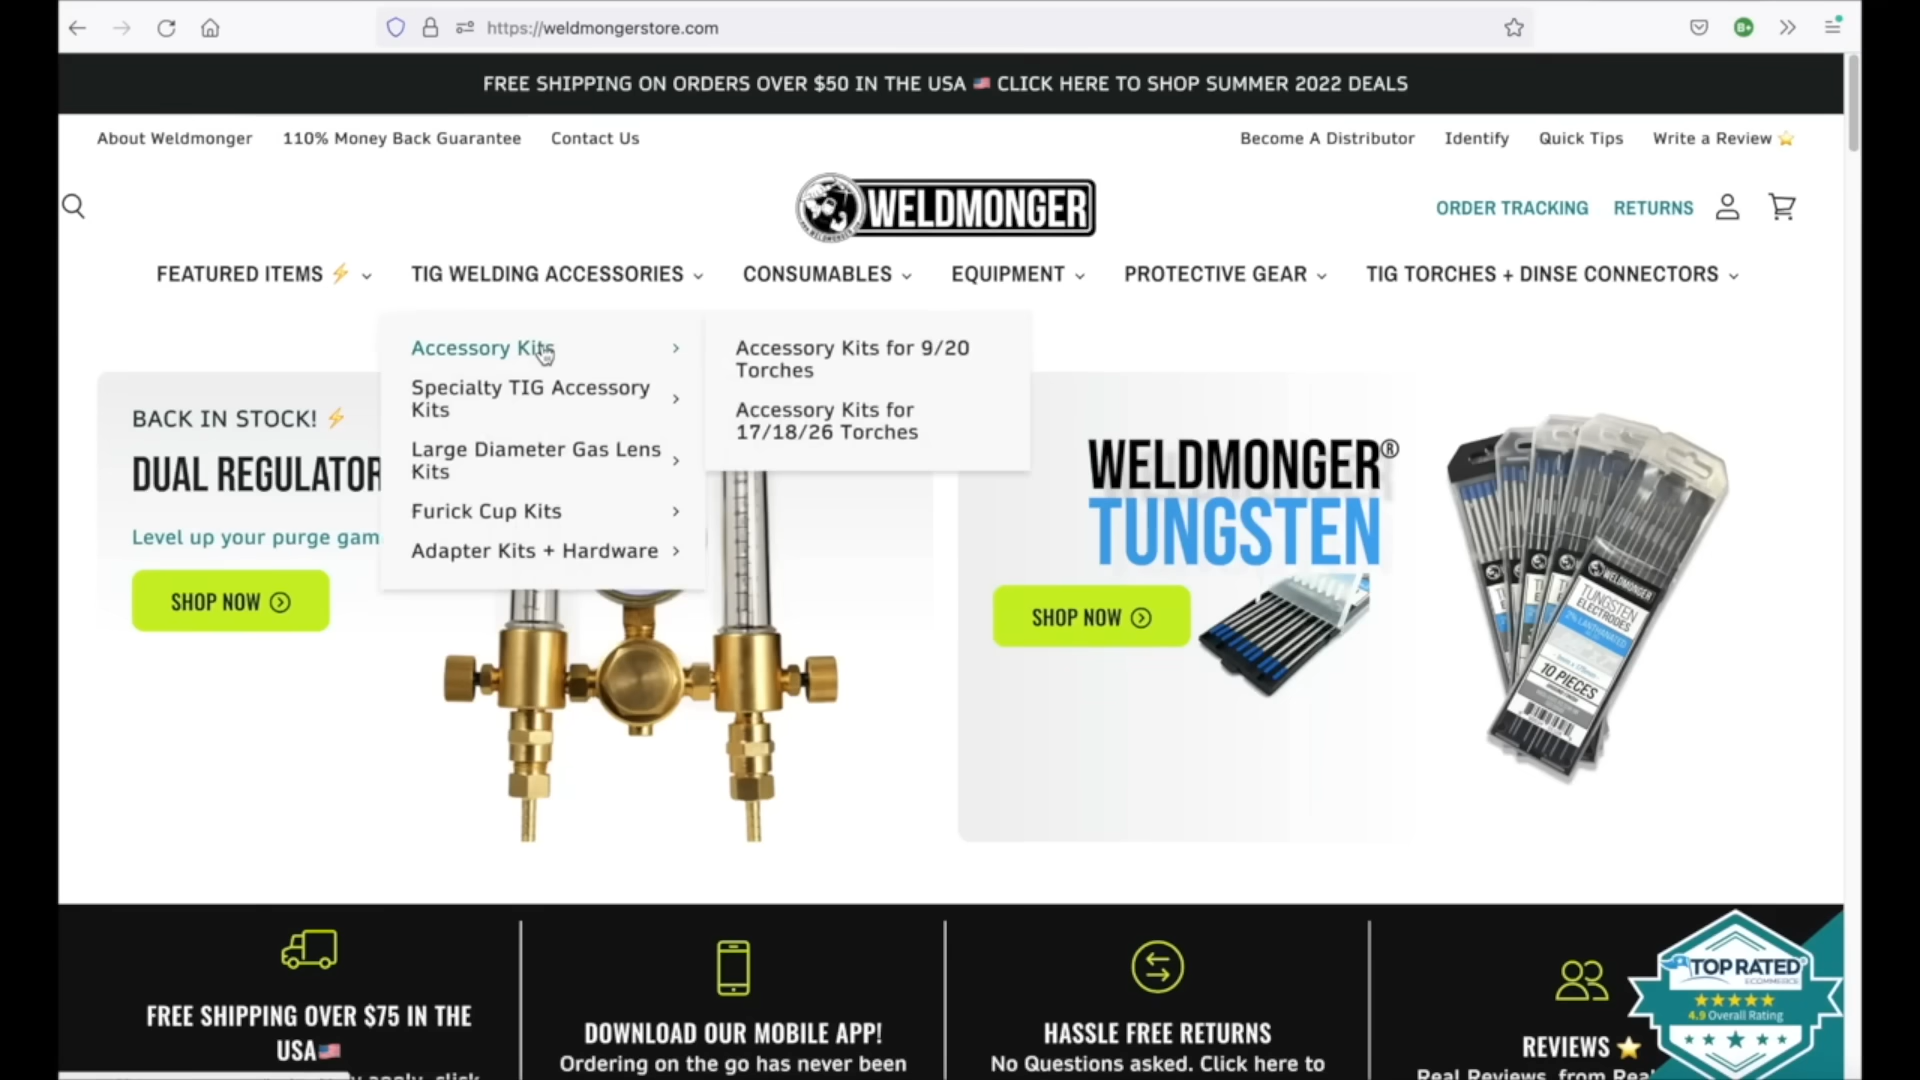 https://weldmongerstore.com
FREE SHIPPING ON ORDERS OVER $50 IN THE USA 🇺🇸 CLICK HERE TO SHOP SUMMER 2022 DEALS
About Weldmonger 110% Money Back Guarantee Contact Us
Become A Distributor Identify Quick Tips Write a Review ⭐
WELDMONGER
ORDER TRACKING RETURNS
FEATURED ITEMS ⚡ TIG WELDING ACCESSORIES CONSUMABLES EQUIPMENT PROTECTIVE GEAR TIG TORCHES + DINSE CONNECTORS
Accessory Kits
Specialty TIG Accessory
Kits
Large Diameter Gas Lens
Kits
Furick Cup Kits
Adapter Kits + Hardware
Accessory Kits for 9/20
Torches
Accessory Kits for
17/18/26 Torches
BACK IN STOCK! ⚡
DUAL REGULATOR
Level up your purge gam
SHOP NOW
WELDMONGER®
TUNGSTEN
SHOP NOW
WELDMONGER
TUNGSTEN
ELECTRODES
2% LANTHANATED
10 PIECES
FREE SHIPPING OVER $75 IN THE
USA🇺🇸
DOWNLOAD OUR MOBILE APP!
Ordering on the go has never been
HASSLE FREE RETURNS
No Questions asked. Click here to
REVIEWS ⭐
Real Reviews, from Real
TOP RATED
ECOMMERCE
4.9 Overall Rating